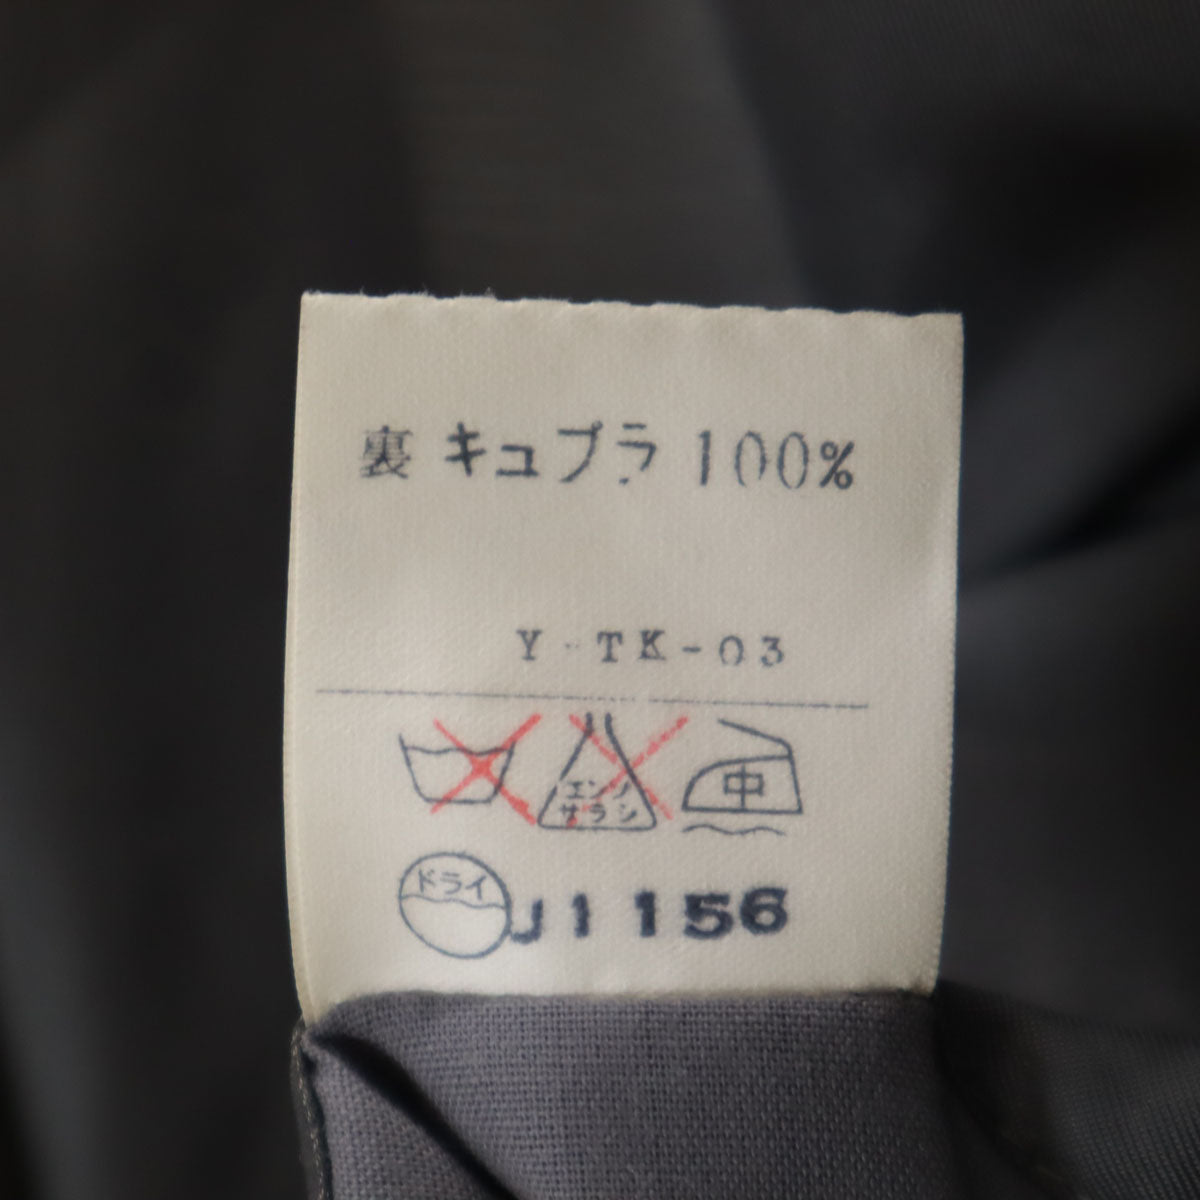 裏 キュプラ 100%
Y-TK-03
エンソ
サラシ
中
ドライ
J1156